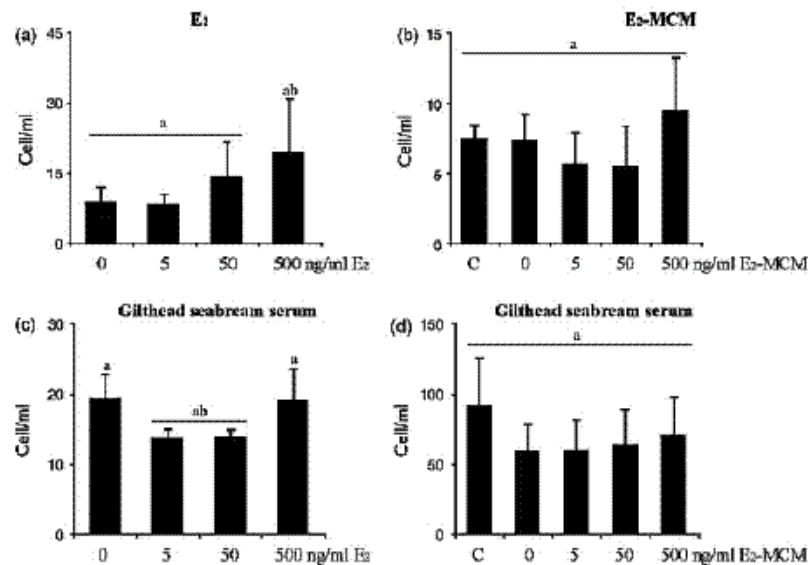 E₂
(a)
45
30
15
0
Cell/ml
a
ab
0 5 50 500 ng/ml E₂
E₂-MCM
(b)
15
10
5
0
Cell/ml
a
C 0 5 50 500 ng/ml E₂-MCM
Gilthead seabream serum
(c)
30
20
10
0
Cell/ml
a
ab
a
0 5 50 500 ng/ml E₂
Gilthead seabream serum
(d)
150
100
50
0
Cell/ml
a
C 0 5 50 500 ng/ml E₂-MCM